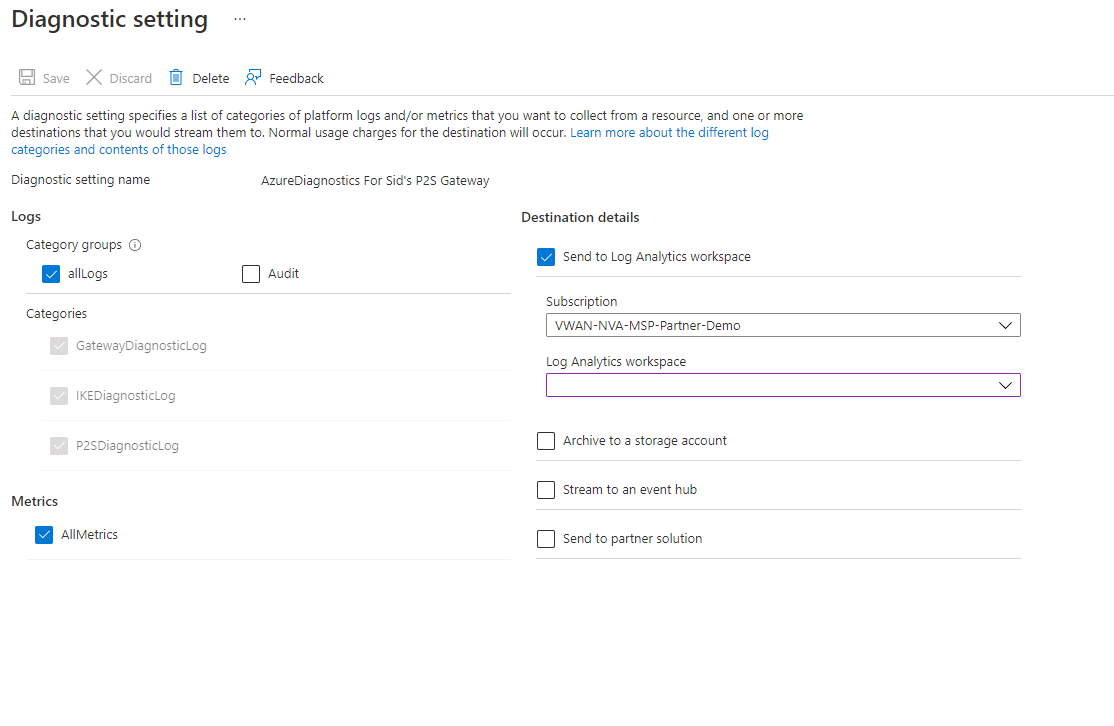 Diagnostic setting ...
Save Discard Delete Feedback
A diagnostic setting specifies a list of categories of platform logs and/or metrics that you want to collect from a resource, and one or more
destinations that you would stream them to. Normal usage charges for the destination will occur. Learn more about the different log
categories and contents of those logs
Diagnostic setting name AzureDiagnostics For Sid's P2S Gateway
Logs
Category groups
allLogs Audit
Categories
GatewayDiagnosticLog
IKEDiagnosticLog
P2SDiagnosticLog
Metrics
AllMetrics
Destination details
Send to Log Analytics workspace
Subscription
VWAN-NVA-MSP-Partner-Demo
Log Analytics workspace
Archive to a storage account
Stream to an event hub
Send to partner solution